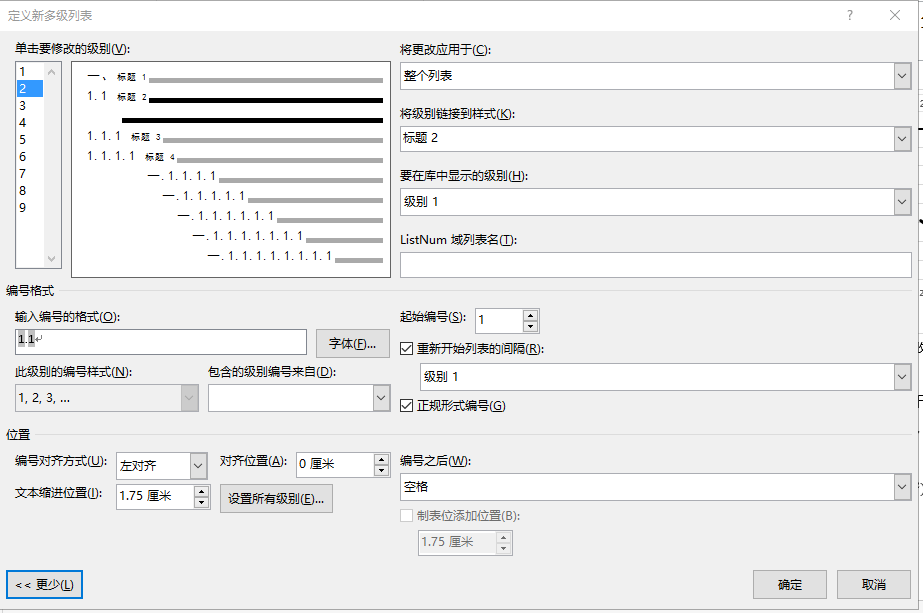 定义新多级列表
单击要修改的级别(V):
1
2
3
4
5
6
7
8
9
一、 标题 1
1.1 标题 2
1.1.1 标题 3
1.1.1.1 标题 4
一.1.1.1.1
一.1.1.1.1.1
一.1.1.1.1.1.1
一.1.1.1.1.1.1.1
一.1.1.1.1.1.1.1.1
将更改应用于(C):
整个列表
将级别链接到样式(K):
标题 2
要在库中显示的级别(H):
级别 1
ListNum 域列表名(T):
编号格式
输入编号的格式(O):
1.1
字体(F)...
此级别的编号样式(N):
1, 2, 3, ...
包含的级别编号来自(D):
起始编号(S):
1
重新开始列表的间隔(R):
级别 1
正规形式编号(G)
位置
编号对齐方式(U):
左对齐
对齐位置(A):
0 厘米
文本缩进位置(I):
1.75 厘米
设置所有级别(E)...
编号之后(W):
空格
制表位添加位置(B):
1.75 厘米
<< 更少(L)
确定
取消